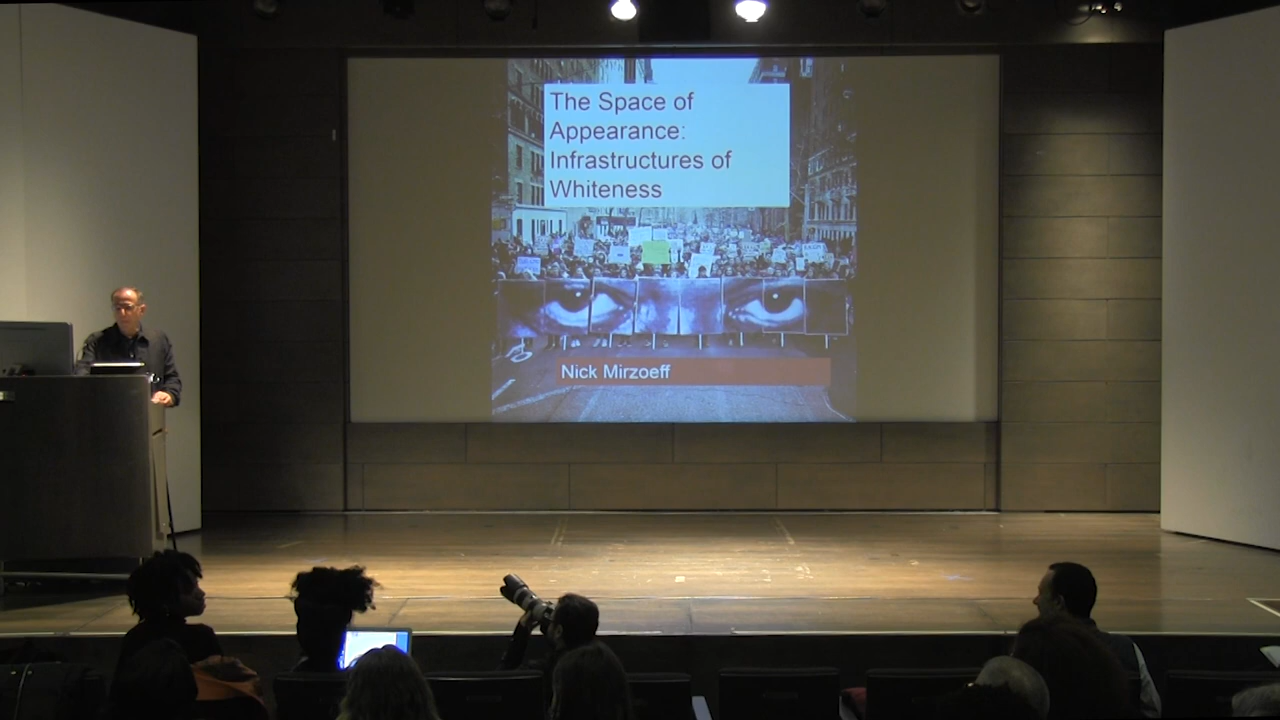 The Space of
Appearance:
Infrastructures of
Whiteness
Nick Mirzoeff